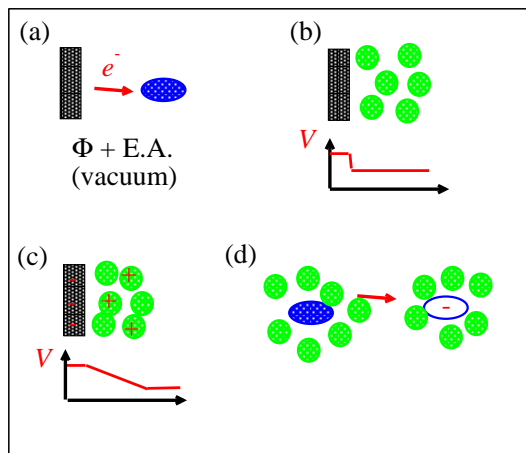 (a)
e-
Φ + E.A.
(vacuum)
(b)
V
(c)
- + 
- +
- +
V
(d)
-